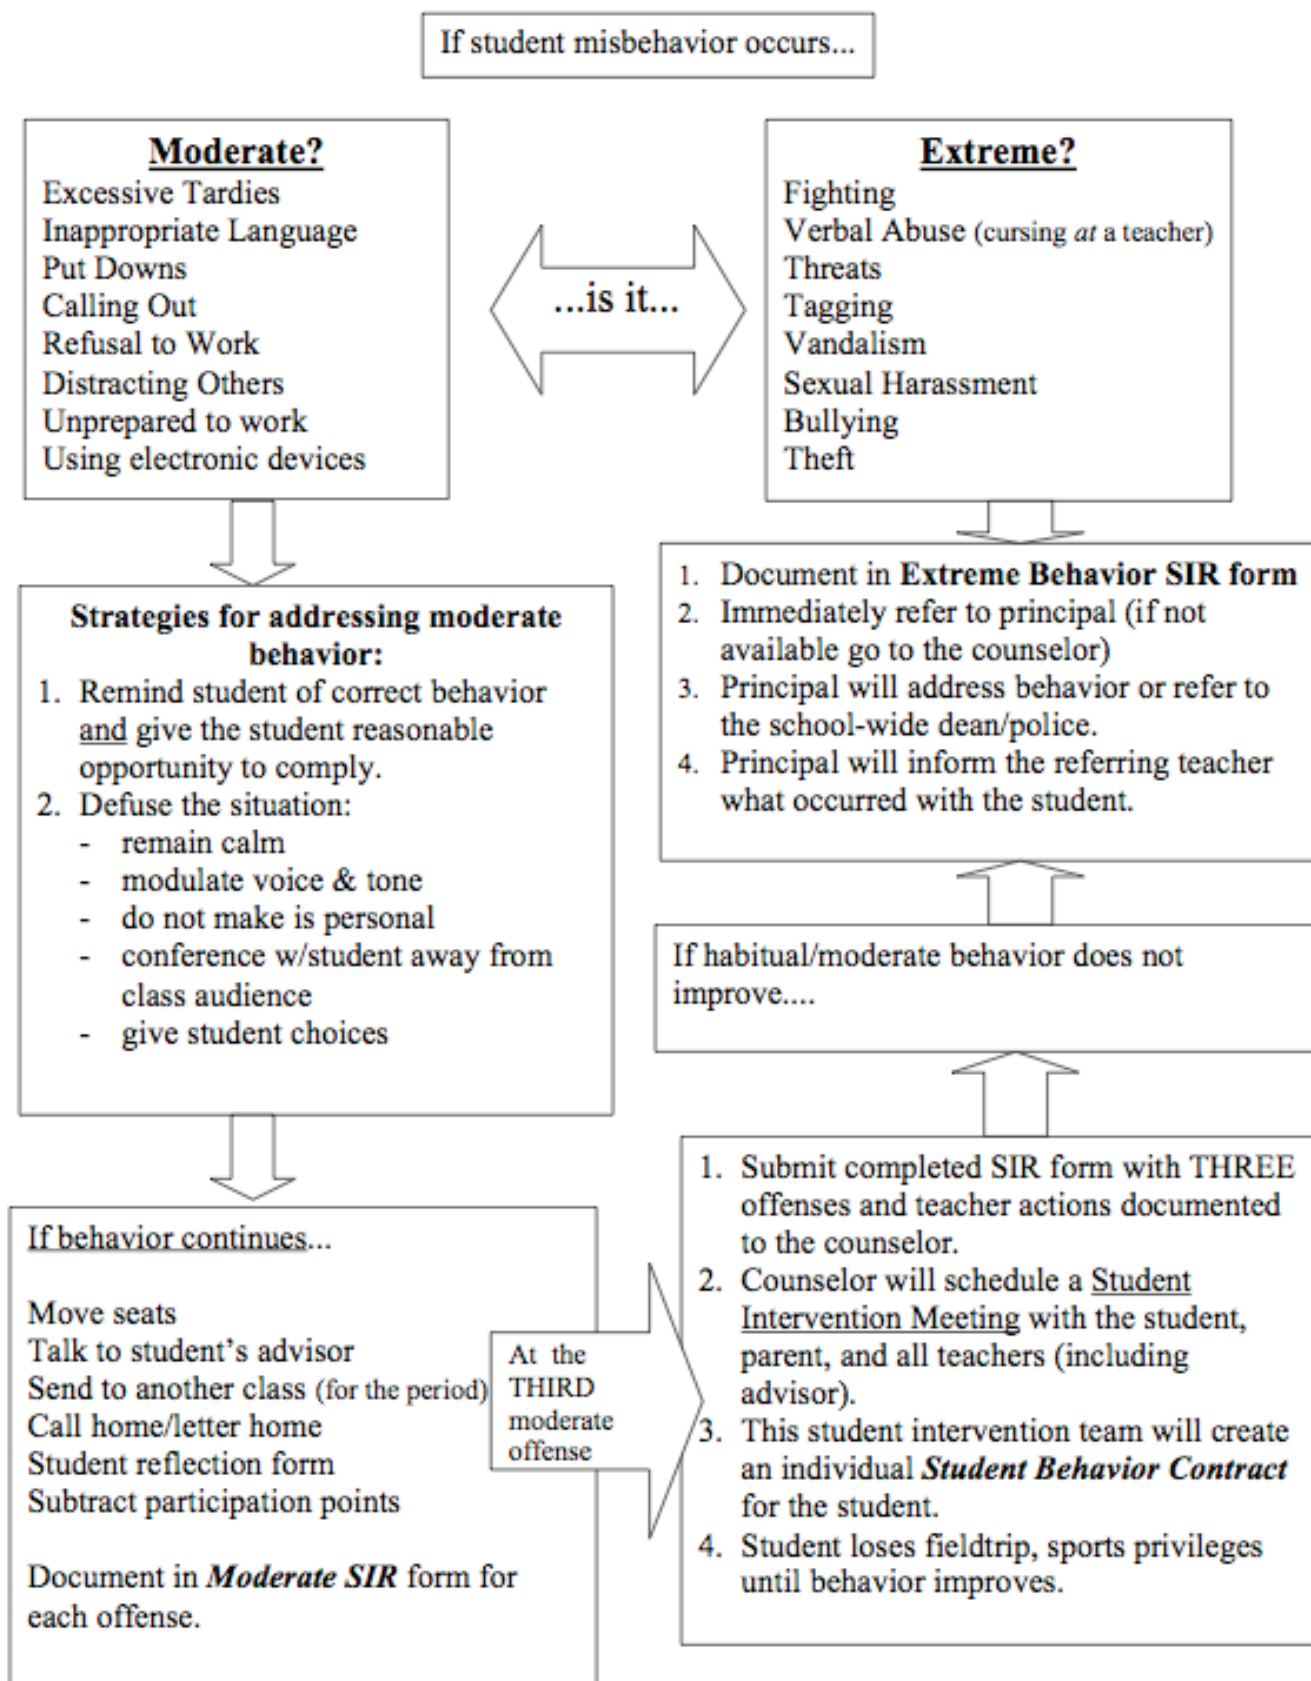 If student misbehavior occurs...
Moderate?
Excessive Tardies
Inappropriate Language
Put Downs
Calling Out
Refusal to Work
Distracting Others
Unprepared to work
Using electronic devices
...is it...
Extreme?
Fighting
Verbal Abuse (cursing at a teacher)
Threats
Tagging
Vandalism
Sexual Harassment
Bullying
Theft
Strategies for addressing moderate
behavior:
1. Remind student of correct behavior
and give the student reasonable
opportunity to comply.
2. Defuse the situation:
- remain calm
- modulate voice & tone
- do not make is personal
- conference w/student away from
class audience
- give student choices
If behavior continues...
Move seats
Talk to student's advisor
Send to another class (for the period)
Call home/letter home
Student reflection form
Subtract participation points
Document in Moderate SIR form for
each offense.
At the
THIRD
moderate
offense
1. Submit completed SIR form with THREE
offenses and teacher actions documented
to the counselor.
2. Counselor will schedule a Student
Intervention Meeting with the student,
parent, and all teachers (including
advisor).
3. This student intervention team will create
an individual Student Behavior Contract
for the student.
4. Student loses fieldtrip, sports privileges
until behavior improves.
If habitual/moderate behavior does not
improve....
1. Document in Extreme Behavior SIR form
2. Immediately refer to principal (if not
available go to the counselor)
3. Principal will address behavior or refer to
the school-wide dean/police.
4. Principal will inform the referring teacher
what occurred with the student.